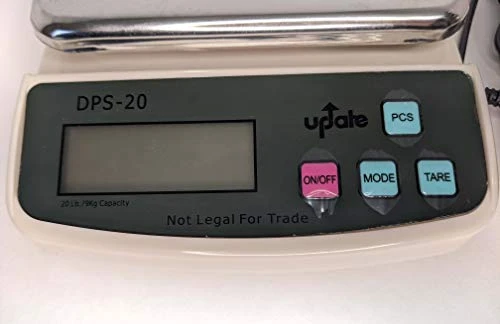 DPS-20
update
PCS
ON/OFF
MODE
TARE
20 Lb./9Kg Capacity
Not Legal For Trade